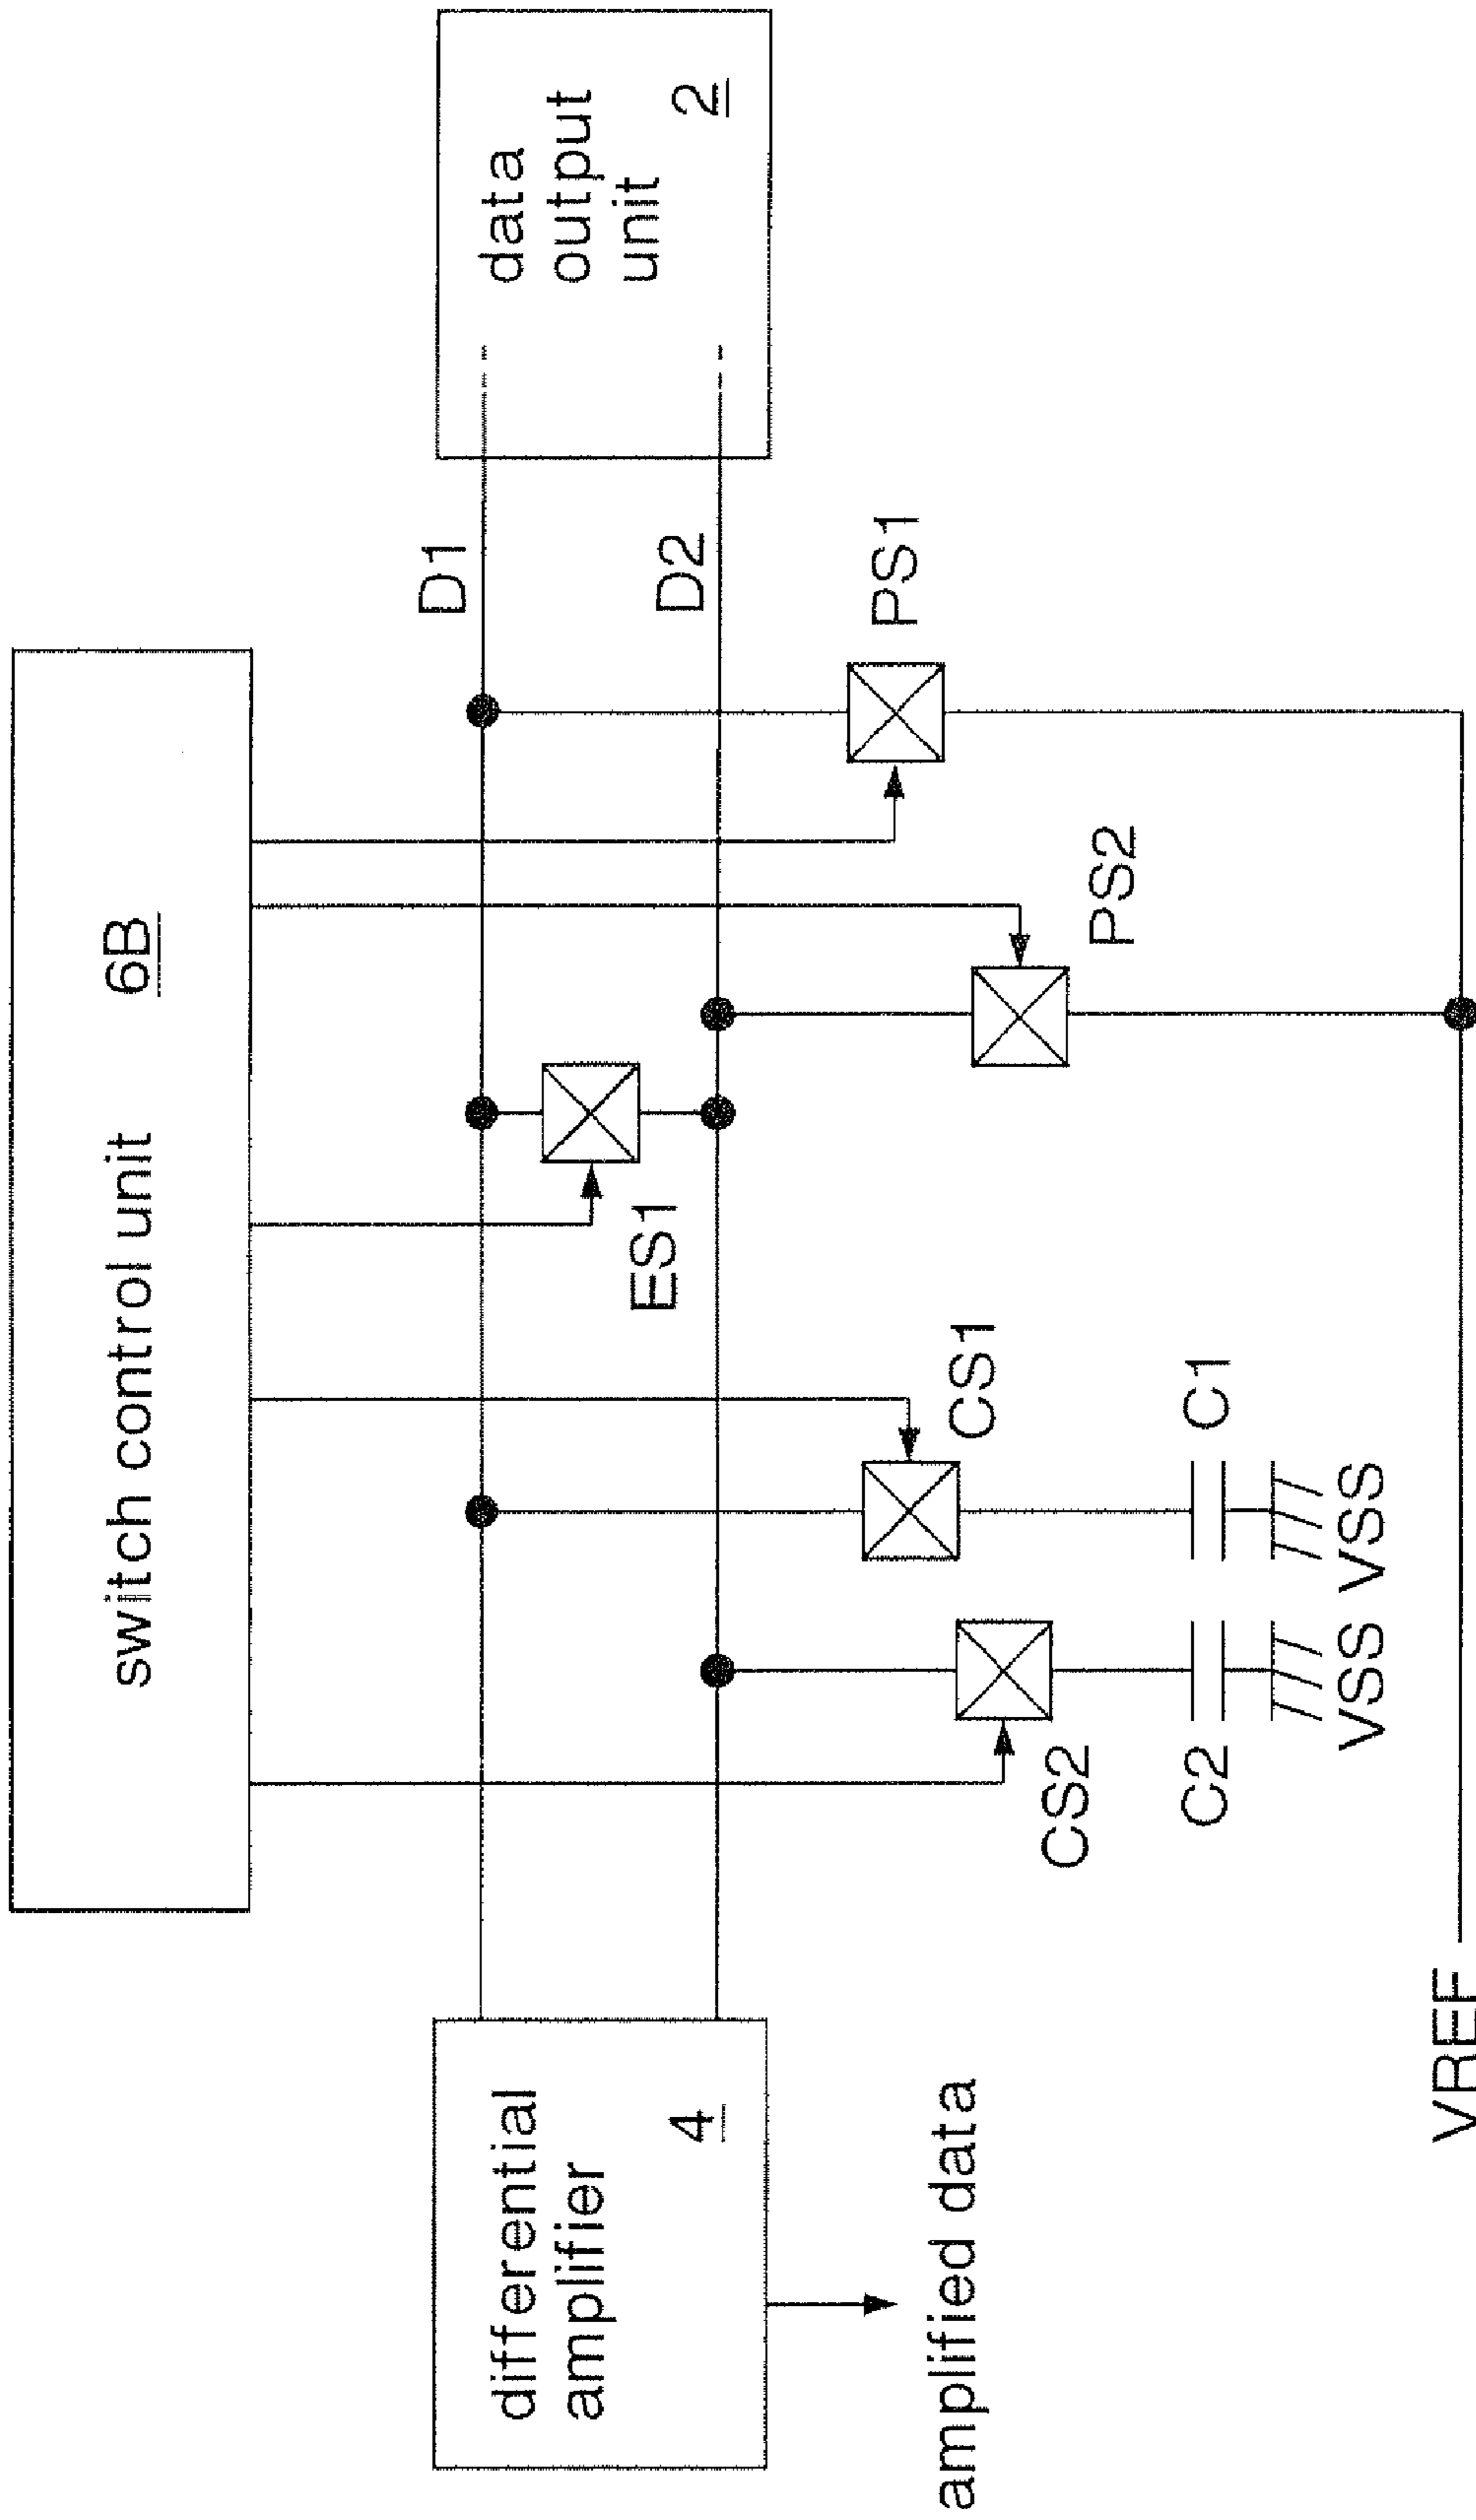 switch control unit 6B
differential
amplifier
4
data
output
unit
2
D1
D2
ES1
CS2
CS1
PS2
PS1
C2
C1
VSS
VSS
amplified data
VREF